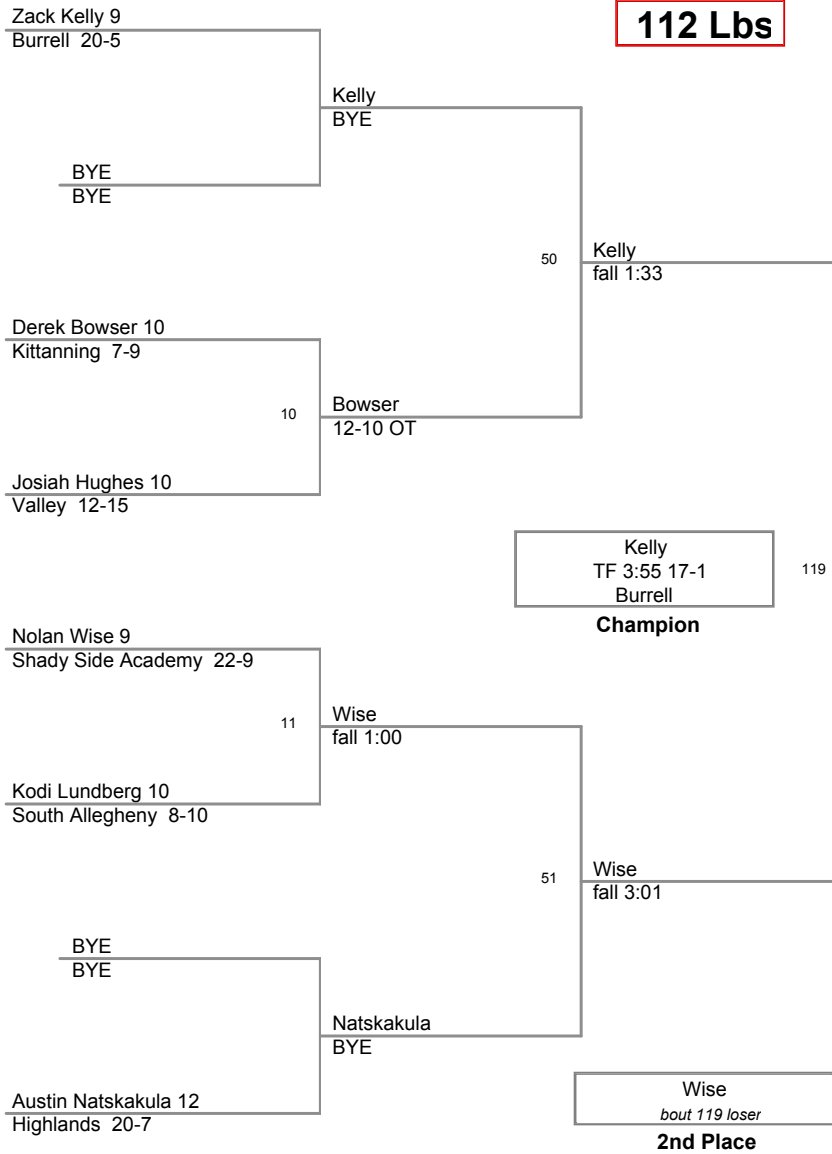 Zack Kelly 9
Burrell 20-5
112 Lbs
Kelly
BYE
BYE
BYE
50
Kelly
fall 1:33
Derek Bowser 10
Kittanning 7-9
10
Bowser
12-10 OT
Josiah Hughes 10
Valley 12-15
Kelly
TF 3:55 17-1
Burrell
119
Champion
Nolan Wise 9
Shady Side Academy 22-9
11
Wise
fall 1:00
Kodi Lundberg 10
South Allegheny 8-10
51
Wise
fall 3:01
BYE
BYE
Natskakula
BYE
Austin Natskakula 12
Highlands 20-7
Wise
bout 119 loser
2nd Place